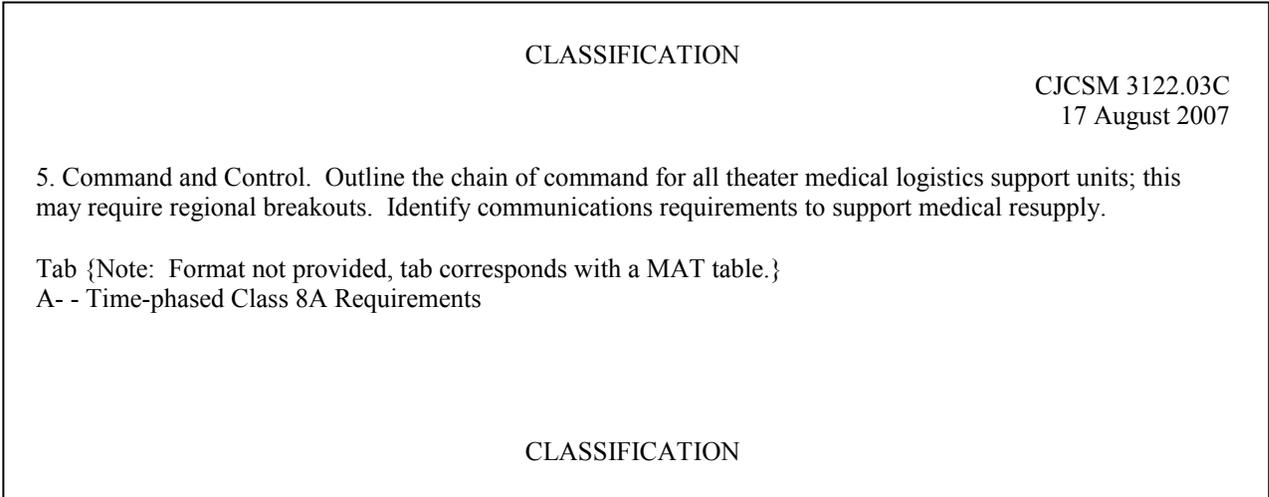 CLASSIFICATION
CJCSM 3122.03C
17 August 2007
5. Command and Control.  Outline the chain of command for all theater medical logistics support units; this
may require regional breakouts.  Identify communications requirements to support medical resupply.
Tab {Note:  Format not provided, tab corresponds with a MAT table.}
A- - Time-phased Class 8A Requirements
CLASSIFICATION